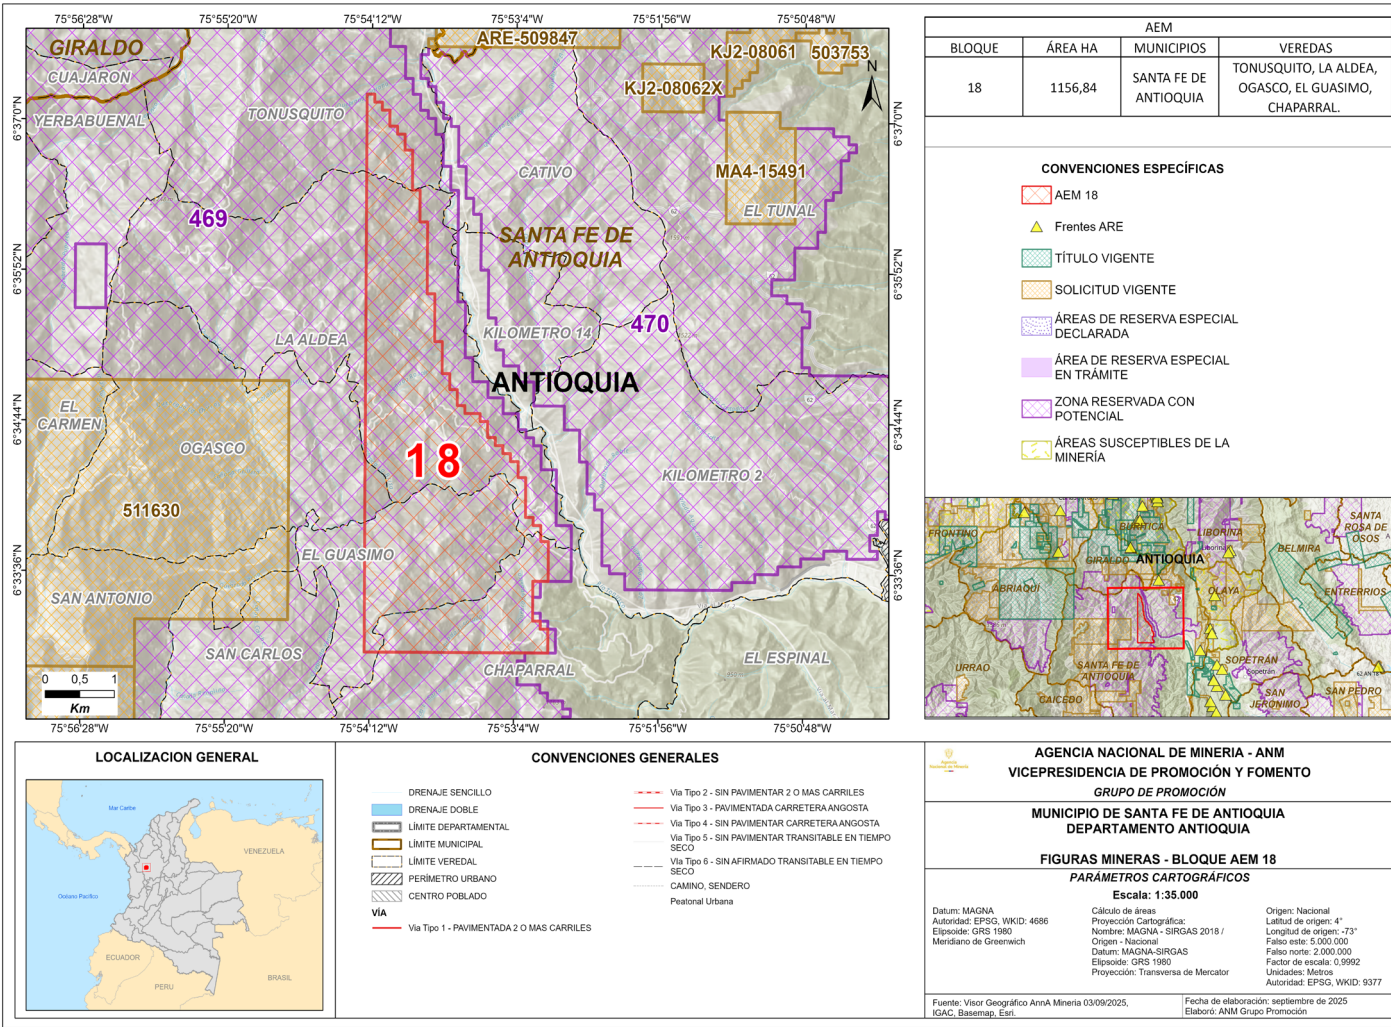 75°56'28"W
75°55'20"W
75°54'12"W
75°53'4"W
75°51'56"W
75°50'48"W
6°37'0"N
6°35'52"N
6°34'44"N
6°33'36"N
6°37'0"N
6°35'52"N
6°34'44"N
6°33'36"N
GIRALDO
CUAJARON
YERBABUENAL
TONUSQUITO
ARE-509847
KJ2-08061
503753
KJ2-08062X
N
CATIVO
MA4-15491
EL TUNAL
469
SANTA FE DE
ANTIOQUIA
LA ALDEA
KILOMETRO 14
470
ANTIOQUIA
EL
CARMEN
OGASCO
18
KILOMETRO 2
511630
EL GUASIMO
SAN ANTONIO
SAN CARLOS
CHAPARRAL
EL ESPINAL
62
62
62
62
0 0,5 1
Km
75°56'28"W
75°55'20"W
75°54'12"W
75°53'4"W
75°51'56"W
75°50'48"W
AEM
BLOQUE ÁREA HA MUNICIPIOS VEREDAS
18 1156,84 SANTA FE DE ANTIOQUIA TONUSQUITO, LA ALDEA,
OGASCO, EL GUASIMO,
CHAPARRAL.
CONVENCIONES ESPECÍFICAS
AEM 18
Frentes ARE
TÍTULO VIGENTE
SOLICITUD VIGENTE
ÁREAS DE RESERVA ESPECIAL
DECLARADA
ÁREA DE RESERVA ESPECIAL
EN TRÁMITE
ZONA RESERVADA CON
POTENCIAL
ÁREAS SUSCEPTIBLES DE LA
MINERÍA
FRONTINO
BURITICA
LIBORINA
Liborina
SANTA
ROSA DE
OSOS
BELMIRA
GIRALDO
ANTIOQUIA
ABRIAQUI
OLAYA
ENTRERRIOS
URRAO
SANTA FE DE
ANTIOQUIA
SOPETRÁN
Sopetrán
CAICEDO
SAN
JERONIMO
SAN PEDRO
LOCALIZACION GENERAL
Mar Caribe
VENEZUELA
Océano Pacífico
ECUADOR
PERU
BRASIL
CONVENCIONES GENERALES
DRENAJE SENCILLO
DRENAJE DOBLE
LÍMITE DEPARTAMENTAL
LÍMITE MUNICIPAL
LÍMITE VEREDAL
PERÍMETRO URBANO
CENTRO POBLADO
VÍA
Via Tipo 1 - PAVIMENTADA 2 O MAS CARRILES
Via Tipo 2 - SIN PAVIMENTAR 2 O MAS CARRILES
Via Tipo 3 - PAVIMENTADA CARRETERA ANGOSTA
Via Tipo 4 - SIN PAVIMENTAR CARRETERA ANGOSTA
Via Tipo 5 - SIN PAVIMENTAR TRANSITABLE EN TIEMPO
SECO
Vía Tipo 6 - SIN AFIRMADO TRANSITABLE EN TIEMPO
SECO
CAMINO, SENDERO
Peatonal Urbana
Agencia
Nacional de Minería
AGENCIA NACIONAL DE MINERIA - ANM
VICEPRESIDENCIA DE PROMOCIÓN Y FOMENTO
GRUPO DE PROMOCIÓN
MUNICIPIO DE SANTA FE DE ANTIOQUIA
DEPARTAMENTO ANTIOQUIA
FIGURAS MINERAS - BLOQUE AEM 18
PARÁMETROS CARTOGRÁFICOS
Escala: 1:35.000
Datum: MAGNA
Autoridad: EPSG, WKID: 4686
Elipsoide: GRS 1980
Meridiano de Greenwich
Cálculo de áreas
Proyección Cartográfica:
Nombre: MAGNA - SIRGAS 2018 /
Origen - Nacional
Datum: MAGNA-SIRGAS
Elipsoide: GRS 1980
Proyección: Transversa de Mercator
Origen: Nacional
Latitud de origen: 4°
Longitud de origen: -73°
Falso este: 5.000.000
Falso norte: 2.000.000
Factor de escala: 0,9992
Unidades: Metros
Autoridad: EPSG, WKID: 9377
Fuente: Visor Geográfico AnnA Mineria 03/09/2025,
IGAC, Basemap, Esri.
Fecha de elaboración: septiembre de 2025
Elaboró: ANM Grupo Promoción